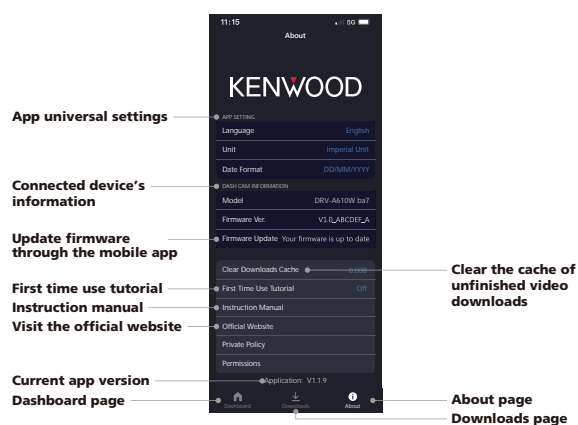 11:15
5G
About
KENWOOD
App universal settings
APP SETTING
Language English
Unit Imperial Unit
Date Format DD/MM/YYYY
Connected device's
information
DASH CAM INFORMATION
Model DRV-A610W ba7
Firmware Ver. V1.0_ABCDEF_A
Update firmware
through the mobile app
Firmware Update Your firmware is up to date
Clear Downloads Cache 0.00B
Clear the cache of
unfinished video
downloads
First time use tutorial
First Time Use Tutorial Off
Instruction manual
Instruction Manual
Visit the official website
Official Website
Private Policy
Permissions
Current app version
Application: V1.1.9
Dashboard page
Dashboard
Downloads
About
About page
Downloads page